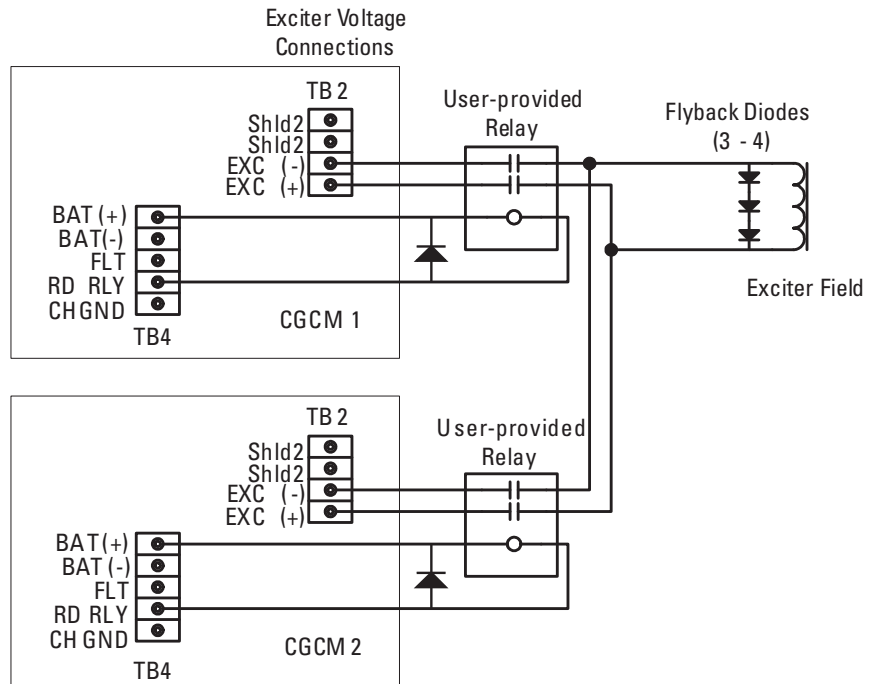 Exciter Voltage
Connections
TB 2
Shld2
Shld2
EXC (-)
EXC (+)
User-provided
Relay
Flyback Diodes
(3 - 4)
BAT (+)
BAT(-)
FLT
RD RLY
CHGND
TB4
CGCM 1
Exciter Field
TB 2
Shld2
Shld2
EXC (-)
EXC (+)
User-provided
Relay
BAT(+)
BAT (-)
FLT
RD RLY
CH GND
TB4
CGCM 2